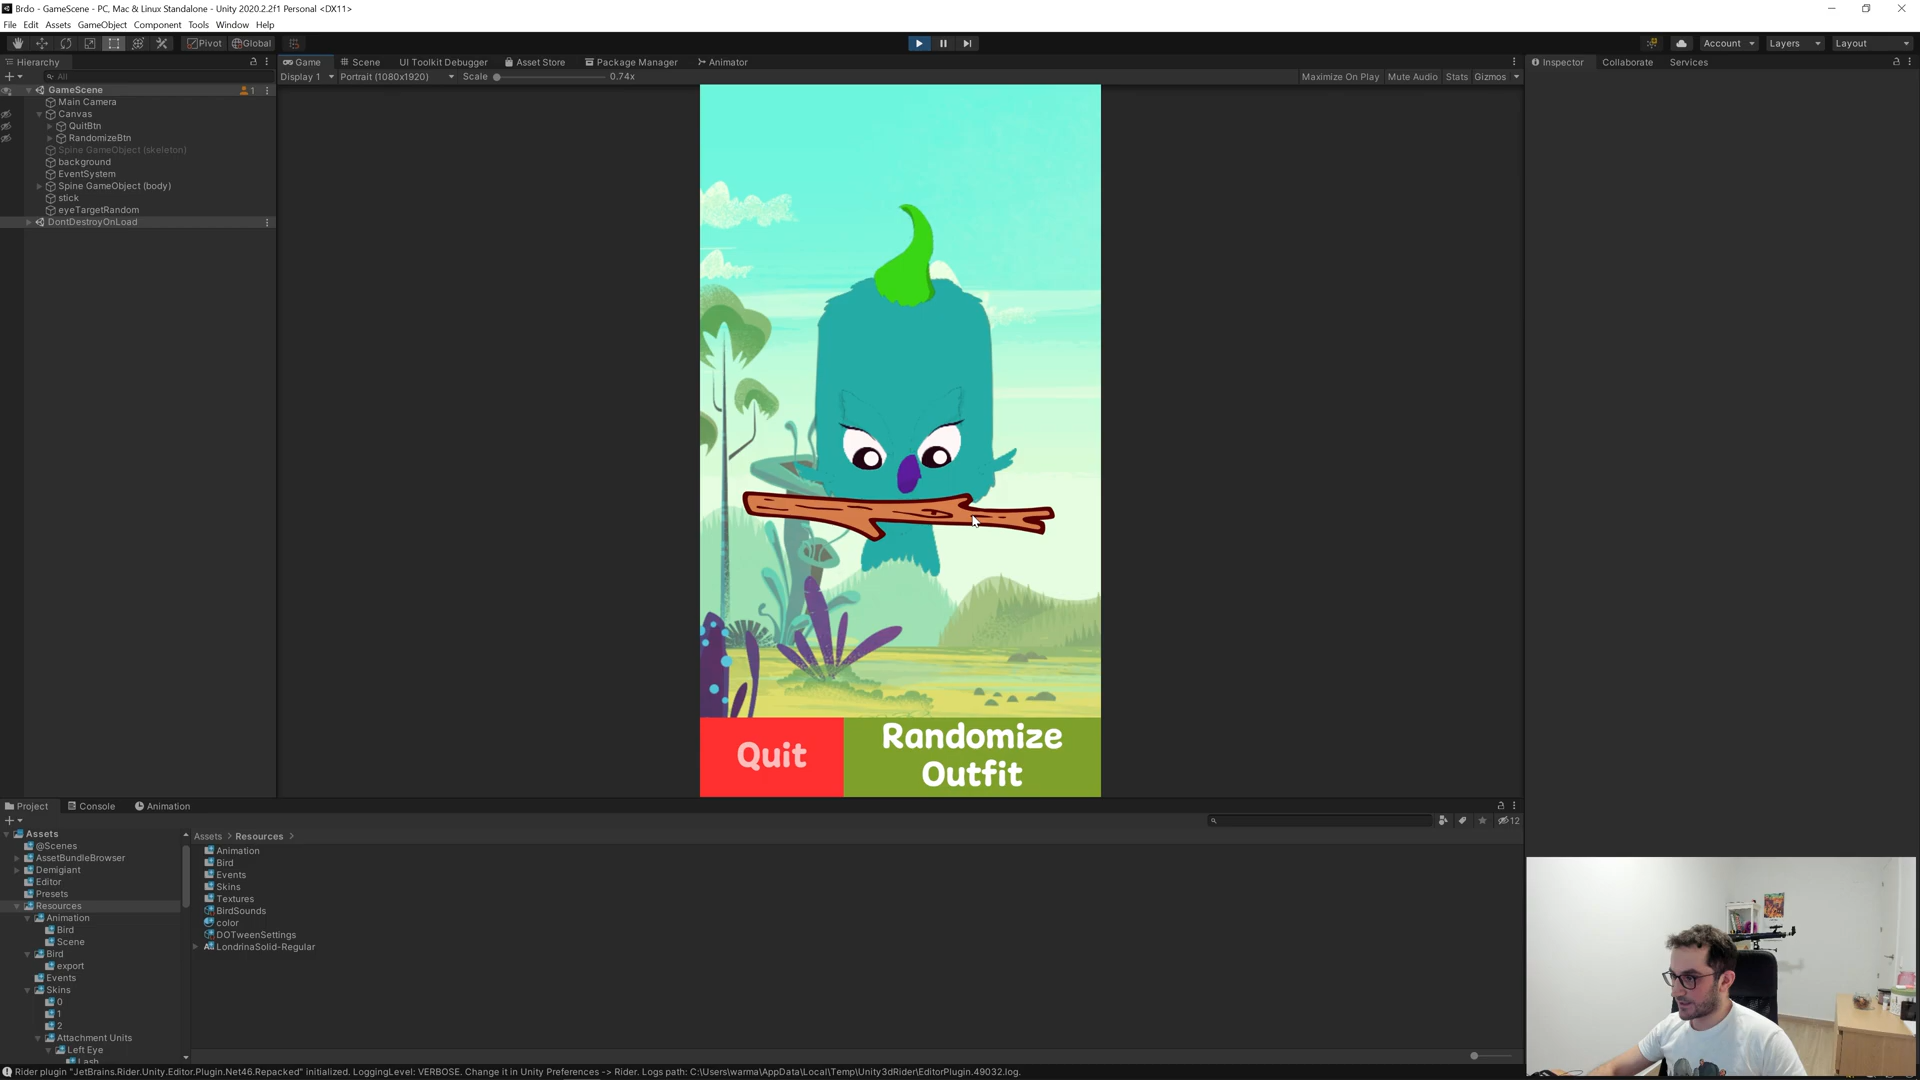 Brdo - GameScene - PC, Mac & Linux Standalone - Unity 2020.2.2f1 Personal <DX11>
File Edit Assets GameObject Component Tools Window Help
Pivot Global Account Layers Layout
Hierarchy Game Scene UI Toolkit Debugger Asset Store Package Manager Animator Inspector Collaborate Services
All Display 1 Portrait (1080x1920) Scale 0.74x Maximize On Play Mute Audio Stats Gizmos
GameScene 1
Main Camera
Canvas
QuitBtn
RandomizeBtn
Spine GameObject (skeleton)
background
EventSystem
Spine GameObject (body)
stick
eyeTargetRandom
DontDestroyOnLoad
Quit
Randomize
Outfit
Project Console Animation
12
Assets
@Scenes
AssetBundleBrowser
Demigiant
Editor
Presets
Resources
Animation
Bird
Scene
Bird
export
Events
Skins
0
1
2
Attachment Units
Left Eye
Lash
Assets > Resources >
Animation
Bird
Events
Skins
Textures
BirdSounds
color
DOTweenSettings
LondrinaSolid-Regular
Rider plugin "JetBrains.Rider.Unity.Editor.Plugin.Net46.Repacked" initialized. LoggingLevel: VERBOSE. Change it in Unity Preferences -> Rider. Logs path: C:\Users\warma\AppData\Local\Temp\Unity3dRider\EditorPlugin.49032.log.